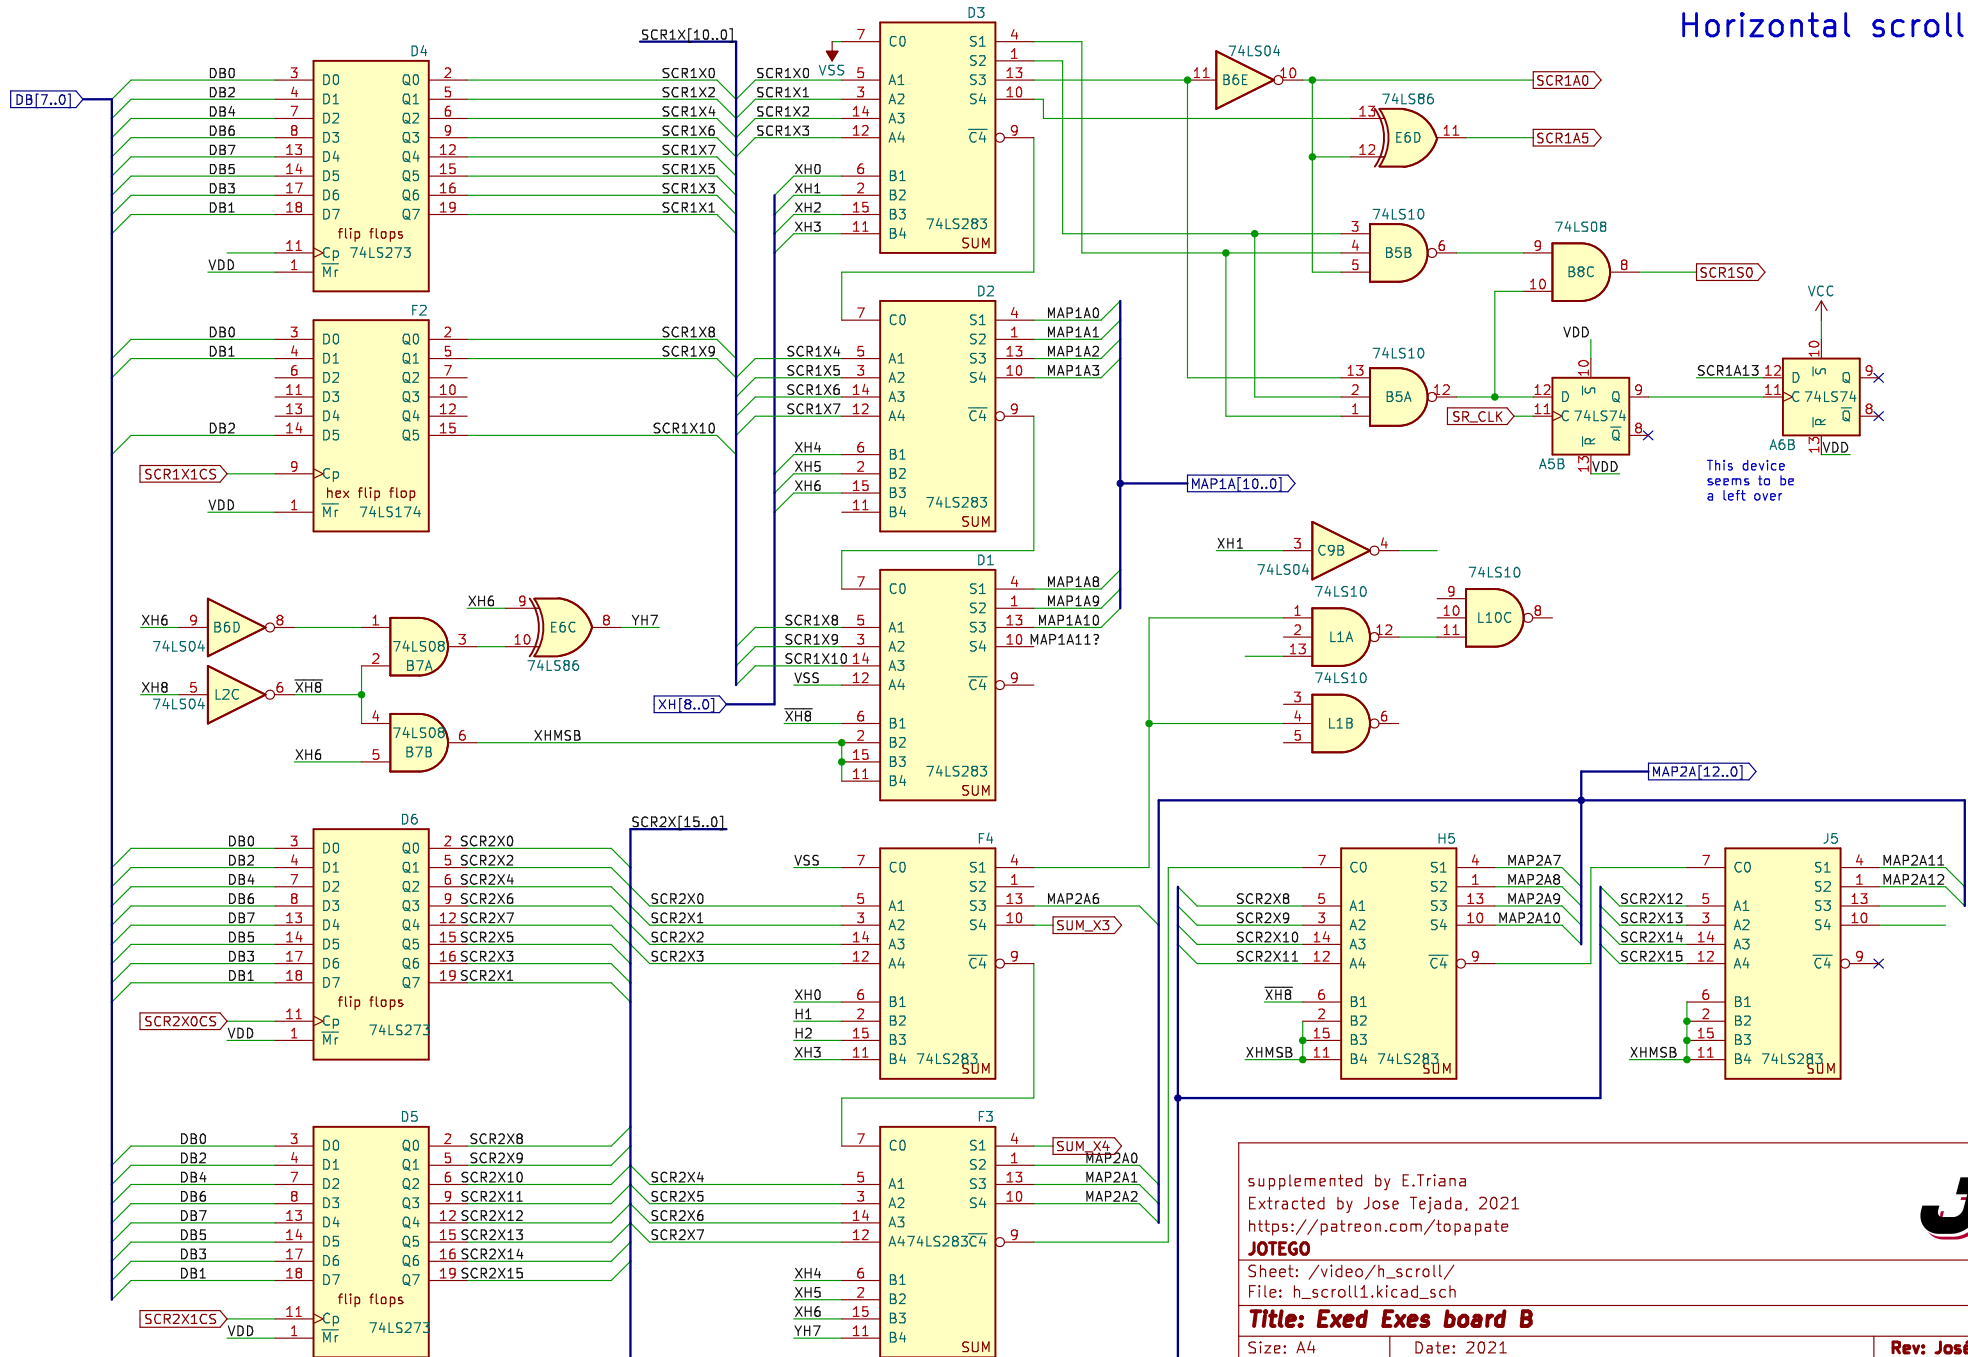 Horizontal scroll
DB[7..0]
D4
DB0 3 D0 Q0 2 SCR1X0
DB2 4 D1 Q1 5 SCR1X2
DB4 7 D2 Q2 6 SCR1X4
DB6 8 D3 Q3 9 SCR1X6
DB7 13 D4 Q4 12 SCR1X7
DB5 14 D5 Q5 15 SCR1X5
DB3 17 D6 Q6 16 SCR1X3
DB1 18 D7 Q7 19 SCR1X1
flip flops
11 Cp 74LS273
VDD 1 Mr
F2
DB0 3 D0 Q0 2 SCR1X8
DB1 4 D1 Q1 5 SCR1X9
6 D2 Q2 7
11 D3 Q3 10
13 D4 Q4 12
DB2 14 D5 Q5 15 SCR1X10
SCR1X1CS 9 Cp
hex flip flop
VDD 1 Mr 74LS174
SCR1X[10..0]
D3
VSS 7 C0 S1 4
S2 1
SCR1X0 5 A1 S3 13
SCR1X1 3 A2 S4 10
SCR1X2 14 A3
SCR1X3 12 A4 C4 9
XH0 6 B1
XH1 2 B2
XH2 15 B3
XH3 11 B4
74LS283
SUM
D2
7 C0 S1 4 MAP1A0
S2 1 MAP1A1
SCR1X4 5 A1 S3 13 MAP1A2
SCR1X5 3 A2 S4 10 MAP1A3
SCR1X6 14 A3
SCR1X7 12 A4 C4 9
XH4 6 B1
XH5 2 B2
XH6 15 B3
11 B4
74LS283
SUM
MAP1A[10..0]
D1
7 C0 S1 4 MAP1A8
S2 1 MAP1A9
SCR1X8 5 A1 S3 13 MAP1A10
SCR1X9 3 A2 S4 10 MAP1A11?
SCR1X10 14 A3
VSS 12 A4 C4 9
XH8 6 B1
XHMSB 2 B2
15 B3
11 B4
74LS283
SUM
XH[8..0]
74LS04
11 B6E 10 SCR1A0
74LS86
13 12 E6D 11 SCR1A5
74LS10
3 4 5 B5B 6
74LS08
9 10 B8C 8 SCR1S0
74LS10
13 2 1 B5A 12
VDD
10
12 D S Q 9
SR_CLK 11 C 74LS74
R Q 8
A5B 13 VDD
VCC
10
SCR1A13 12 D S Q 9
11 C 74LS74
R Q 8
A6B 13 VDD
This device
seems to be
a left over
XH1 3 C9B 4
74LS04
74LS10
1 2 13 L1A 12
74LS10
9 10 11 L10C 8
74LS10
3 4 5 L1B 6
XH6 9 B6D 8
74LS04
1 2 74LS08 B7A 3
XH6 9 10 E6C 8 YH7
74LS86
XH8 5 L2C 6 XH8
74LS04
4 74LS08 B7B 6
XH6 5
MAP2A[12..0]
SCR2X[15..0]
D6
DB0 3 D0 Q0 2 SCR2X0
DB2 4 D1 Q1 5 SCR2X2
DB4 7 D2 Q2 6 SCR2X4
DB6 8 D3 Q3 9 SCR2X6
DB7 13 D4 Q4 12 SCR2X7
DB5 14 D5 Q5 15 SCR2X5
DB3 17 D6 Q6 16 SCR2X3
DB1 18 D7 Q7 19 SCR2X1
flip flops
SCR2X0CS 11 Cp 74LS273
VDD 1 Mr
D5
DB0 3 D0 Q0 2 SCR2X8
DB2 4 D1 Q1 5 SCR2X9
DB4 7 D2 Q2 6 SCR2X10
DB6 8 D3 Q3 9 SCR2X11
DB7 13 D4 Q4 12 SCR2X12
DB5 14 D5 Q5 15 SCR2X13
DB3 17 D6 Q6 16 SCR2X14
DB1 18 D7 Q7 19 SCR2X15
flip flops
SCR2X1CS 11 Cp 74LS273
VDD 1 Mr
F4
VSS 7 C0 S1 4
S2 1
SCR2X0 5 A1 S3 13 MAP2A6
SCR2X1 3 A2 S4 10 SUM_X3
SCR2X2 14 A3
SCR2X3 12 A4 C4 9
XH0 6 B1
H1 2 B2
H2 15 B3
XH3 11 B4 74LS283
SUM
F3
7 C0 S1 4 SUM_X4
S2 1 MAP2A0
SCR2X4 5 A1 S3 13 MAP2A1
SCR2X5 3 A2 S4 10 MAP2A2
SCR2X6 14 A3
SCR2X7 12 A4 74LS283 C4 9
XH4 6 B1
XH5 2 B2
XH6 15 B3
YH7 11 B4
SUM
H5
7 C0 S1 4 MAP2A7
S2 1 MAP2A8
SCR2X8 5 A1 S3 13 MAP2A9
SCR2X9 3 A2 S4 10 MAP2A10
SCR2X10 14 A3
SCR2X11 12 A4 C4 9
XH8 6 B1
2 B2
15 B3
XHMSB 11 B4 74LS283
SUM
J5
7 C0 S1 4 MAP2A11
S2 1 MAP2A12
SCR2X12 5 A1 S3 13
SCR2X13 3 A2 S4 10
SCR2X14 14 A3
SCR2X15 12 A4 C4 9
6 B1
2 B2
15 B3
XHMSB 11 B4 74LS283
SUM
supplemented by E.Triana
Extracted by Jose Tejada, 2021
https://patreon.com/topapate
JOTEGO
Sheet: /video/h_scroll/
File: h_scroll1.kicad_sch
Title: Exed Exes board B
Size: A4 Date: 2021 Rev: José